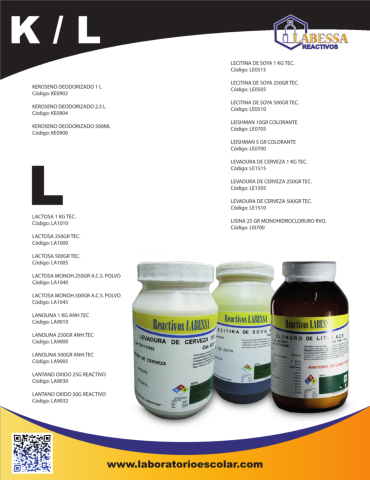 K / L
LABESSA
REACTIVOS
KEROSENO DEODORIZADO 1 L
Código: KE0902
KEROSENO DEODORIZADO 2.5 L
Código: KE0904
KEROSENO DEODORIZADO 500ML
Código: KE0900
L
LACTOSA 1 KG TEC.
Código: LA1010
LACTOSA 250GR TEC.
Código: LA1000
LACTOSA 500GR TEC.
Código: LA1005
LACTOSA MONOH.250GR A.C.S. POLVO
Código: LA1040
LACTOSA MONOH.500GR A.C.S. POLVO
Código: LA1045
LANOLINA 1 KG ANH.TEC
Código: LA9010
LANOLINA 250GR ANH.TEC
Código: LA9000
LANOLINA 500GR ANH.TEC
Código: LA9005
LANTANO OXIDO 25G REACTIVO
Código: LA9030
LANTANO OXIDO 50G REACTIVO
Código: LA9032
LECITINA DE SOYA 1 KG TEC.
Código: LE0515
LECITINA DE SOYA 250GR TEC.
Código: LE0505
LECITINA DE SOYA 500GR TEC.
Código: LE0510
LEISHMAN 10GR COLORANTE
Código: LE0705
LEISHMAN 5 GR COLORANTE
Código: LE0700
LEVADURA DE CERVEZA 1 KG TEC.
Código: LE1515
LEVADURA DE CERVEZA 250GR TEC.
Código: LE1505
LEVADURA DE CERVEZA 500GR TEC.
Código: LE1510
LISINA 25 GR MONOHIDROCLORURO RVO.
Código: LI0700
Reactivos LABESSA
LEVADURA DE CERVEZA
Reactivos LABESSA
LECITINA DE SOYA
Reactivos LABESSA
CLORURO DE LITIO
www.laboratorioescolar.com